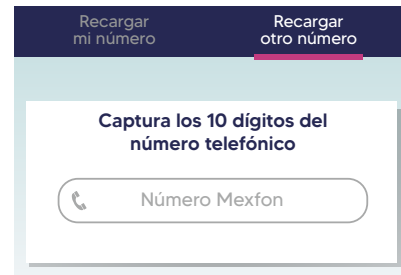 Recargar
mi número
Recargar
otro número
Captura los 10 dígitos del
número telefónico
Número Mexfon